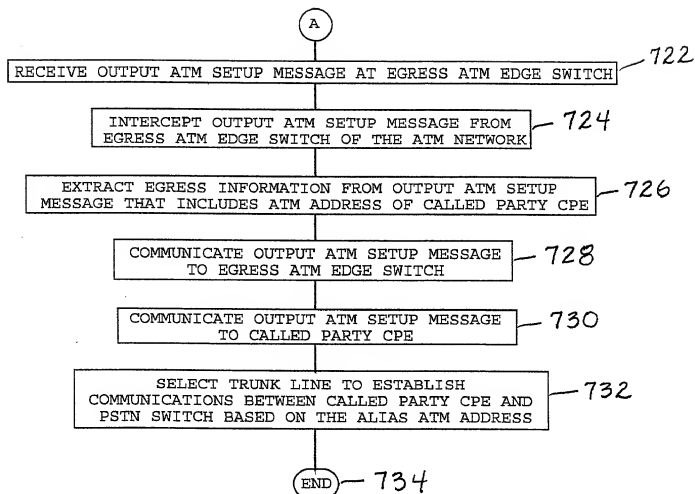 A
RECEIVE OUTPUT ATM SETUP MESSAGE AT EGRESS ATM EDGE SWITCH
722
INTERCEPT OUTPUT ATM SETUP MESSAGE FROM
EGRESS ATM EDGE SWITCH OF THE ATM NETWORK
724
EXTRACT EGRESS INFORMATION FROM OUTPUT ATM SETUP
MESSAGE THAT INCLUDES ATM ADDRESS OF CALLED PARTY CPE
726
COMMUNICATE OUTPUT ATM SETUP MESSAGE
TO EGRESS ATM EDGE SWITCH
728
COMMUNICATE OUTPUT ATM SETUP MESSAGE
TO CALLED PARTY CPE
730
SELECT TRUNK LINE TO ESTABLISH
COMMUNICATIONS BETWEEN CALLED PARTY CPE AND
PSTN SWITCH BASED ON THE ALIAS ATM ADDRESS
732
END
734